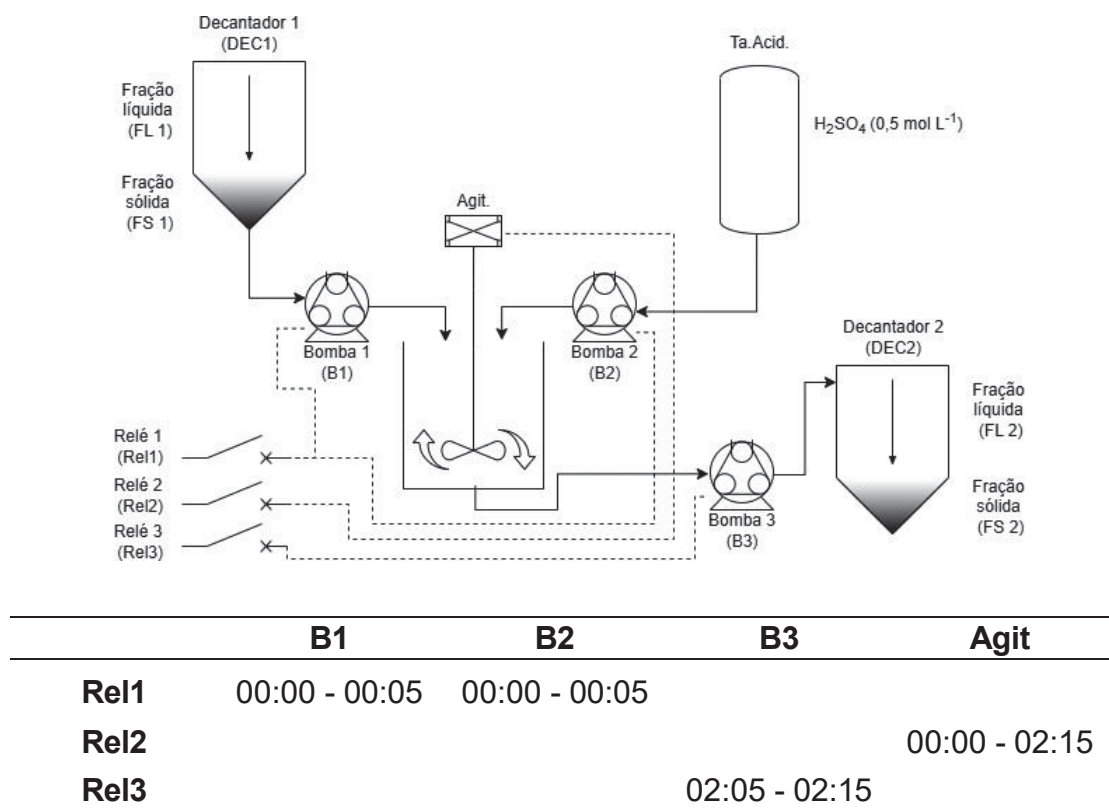 Decantador 1
(DEC1)
Fração
líquida
(FL 1)
Fração
sólida
(FS 1)
Ta.Acid.
H₂SO₄ (0,5 mol L⁻¹)
Agit.
Bomba 1
(B1)
Bomba 2
(B2)
Decantador 2
(DEC2)
Fração
líquida
(FL 2)
Fração
sólida
(FS 2)
Relé 1
(Rel1)
Relé 2
(Rel2)
Relé 3
(Rel3)
Bomba 3
(B3)
B1 B2 B3 Agit
Rel1 00:00 - 00:05 00:00 - 00:05
Rel2 00:00 - 02:15
Rel3 02:05 - 02:15